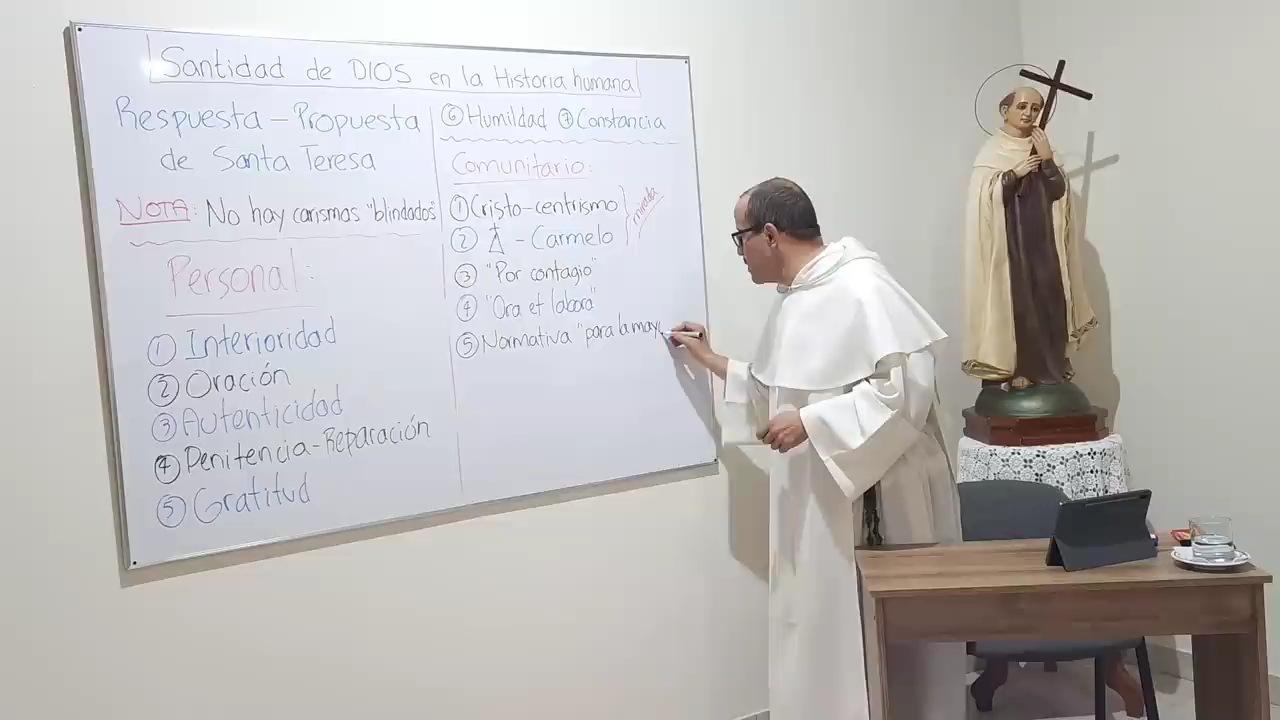 Santidad de DIOS en la Historia humana
Respuesta - Propuesta
de Santa Teresa
NOTA: No hay carismas "blindados"
Personal:
① Interioridad
② Oración
③ Autenticidad
④ Penitencia-Reparación
⑤ Gratitud
⑥ Humildad ⑦ Constancia
Comunitario:
① Cristo-centrismo
② - Carmelo
mirada
③ "Por contagio"
④ "Ora et labora"
⑤ Normativa "para la may